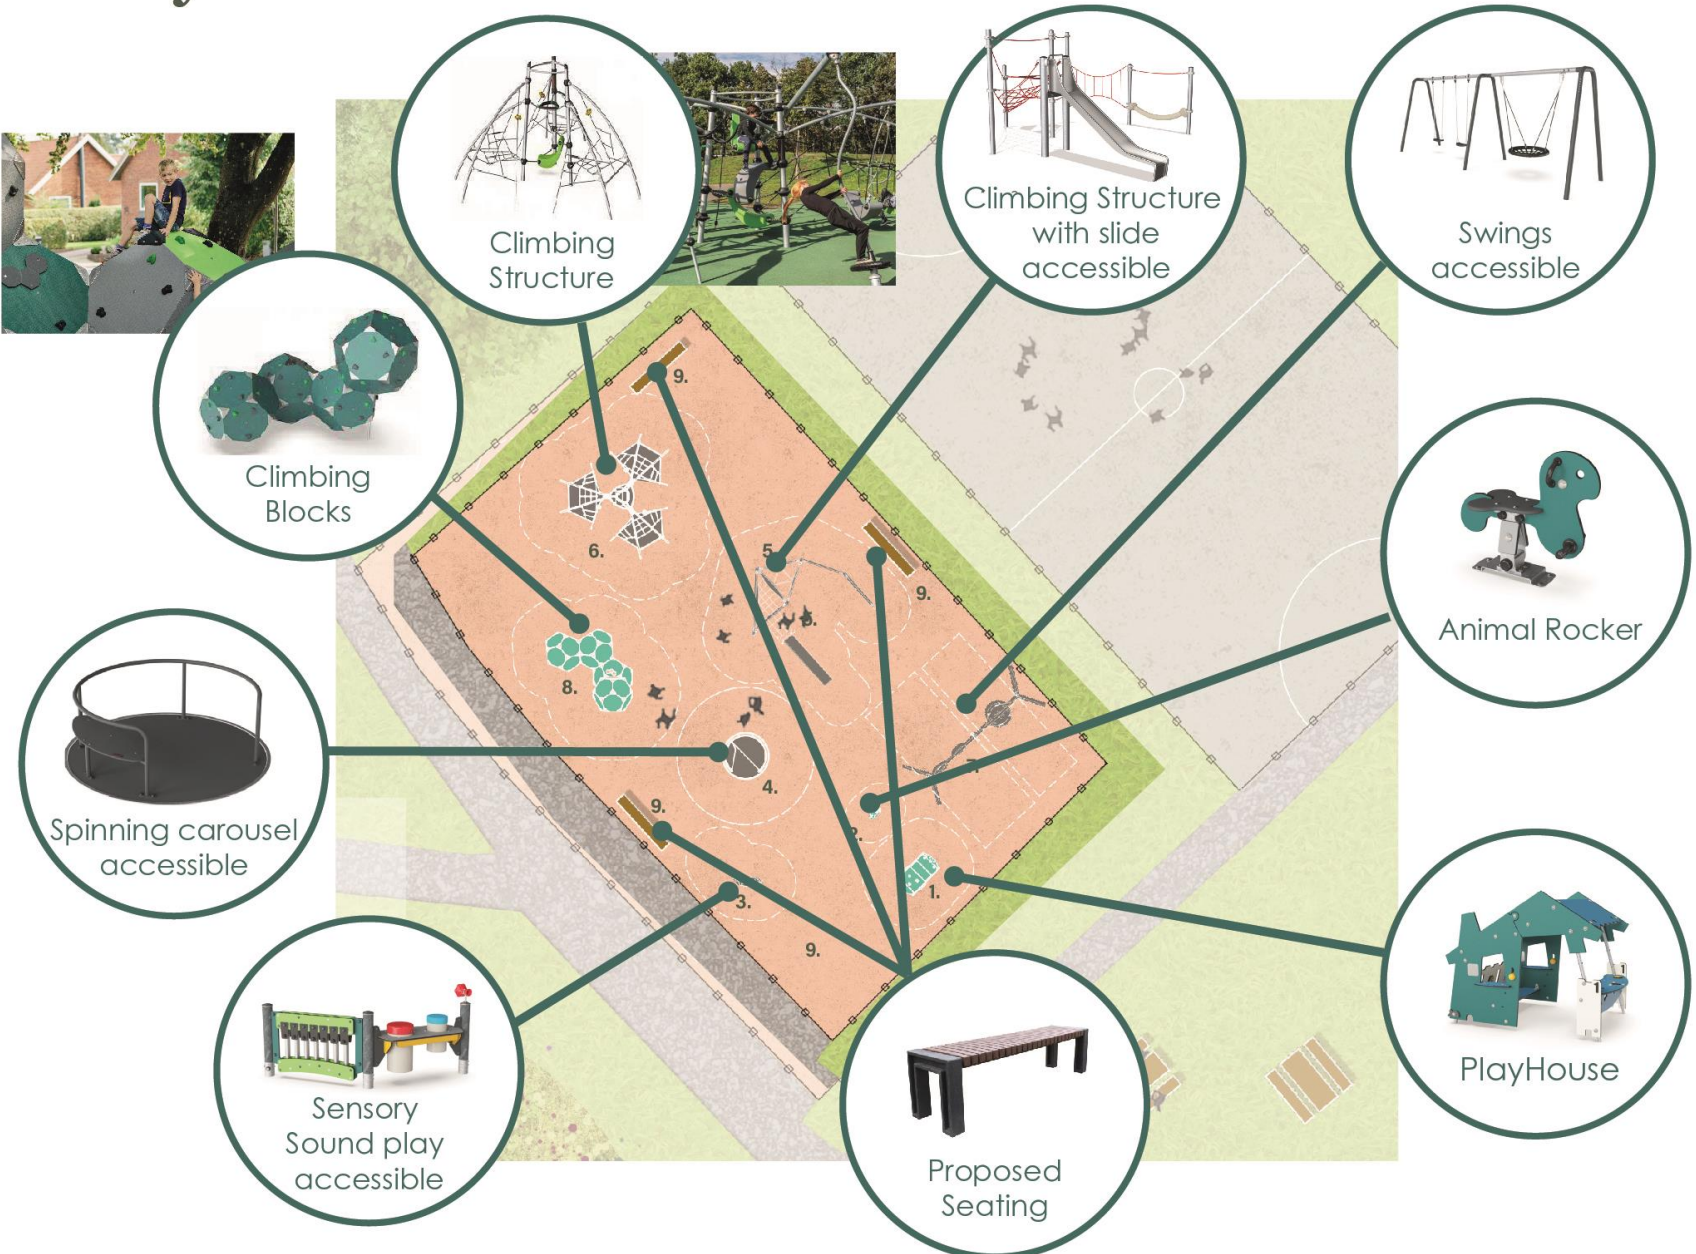 Climbing
Structure
Climbing Structure
with slide
accessible
Swings
accessible
Climbing
Blocks
Animal Rocker
Spinning carousel
accessible
PlayHouse
Sensory
Sound play
accessible
Proposed
Seating
9.
6.
5.
9.
8.
7.
4.
9.
2.
1.
3.
9.